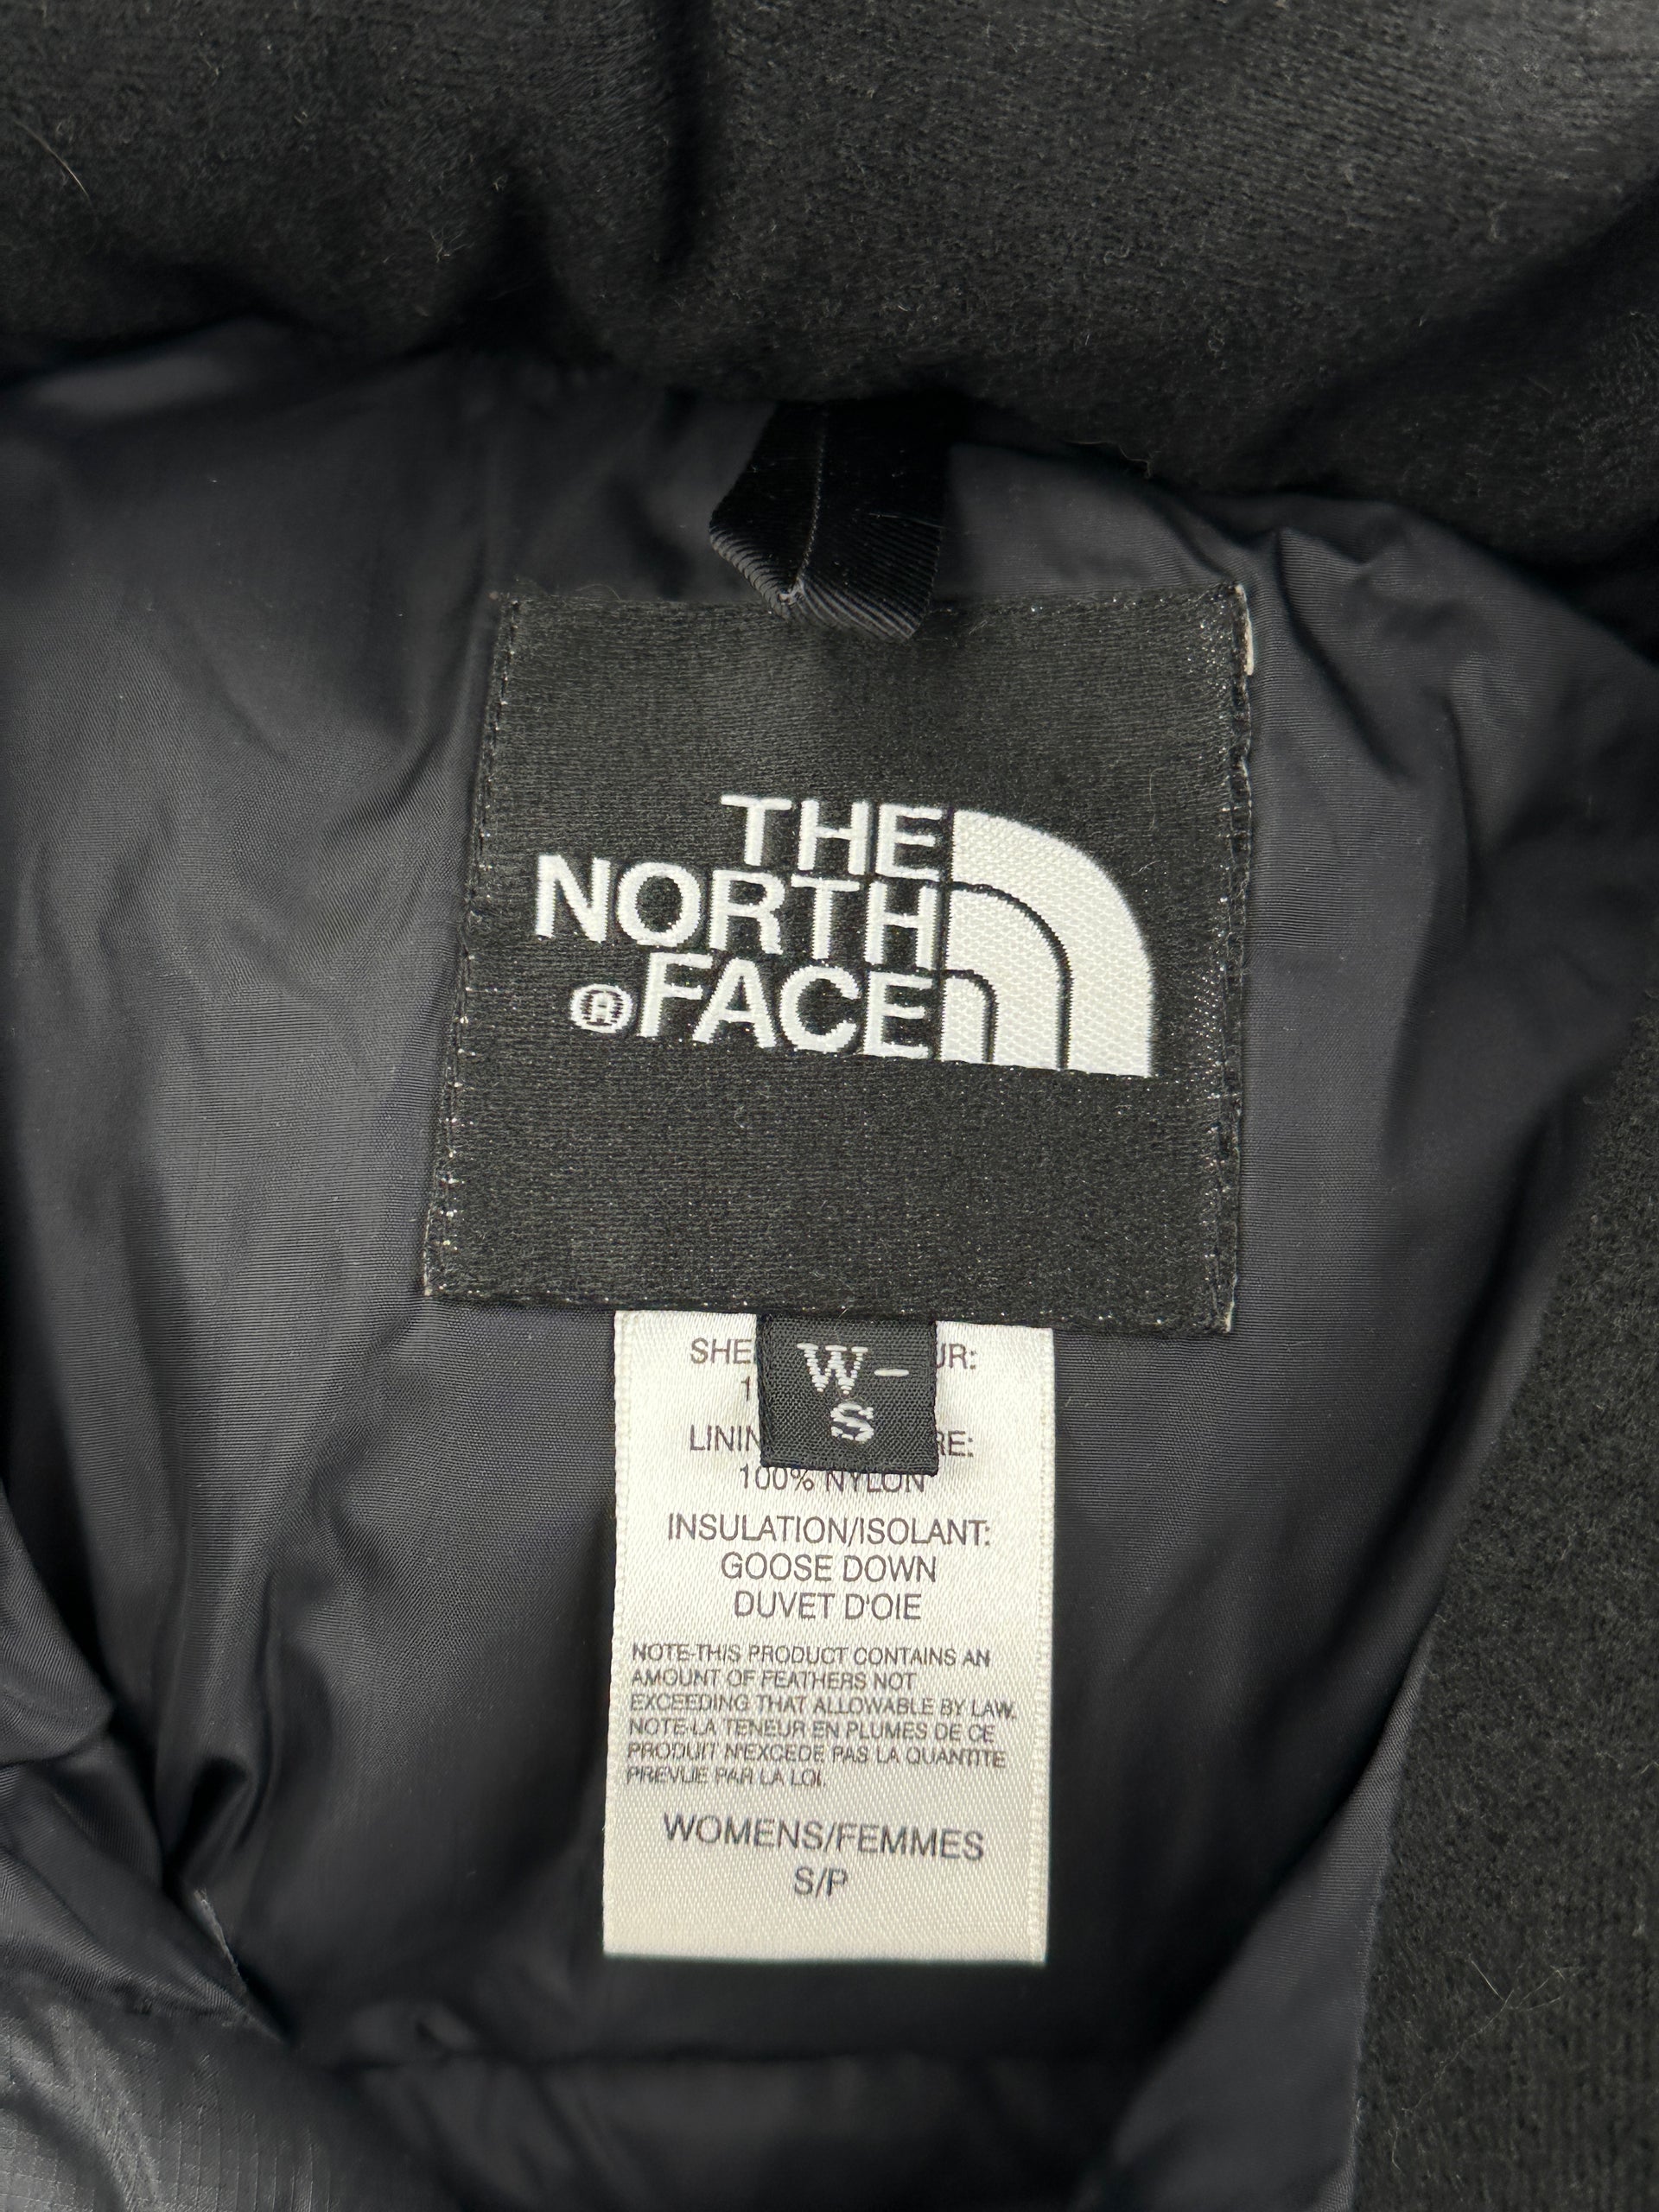 THE
NORTH
®FACE
W-
S
100% NYLON
INSULATION/ISOLANT:
GOOSE DOWN
DUVET D'OIE
NOTE-THIS PRODUCT CONTAINS AN
AMOUNT OF FEATHERS NOT
EXCEEDING THAT ALLOWABLE BY LAW.
NOTE-LA TENEUR EN PLUMES DE CE
PRODUIT N'EXCEDE PAS LA QUANTITE
PREVUE PAR LA LOI.
WOMENS/FEMMES
S/P